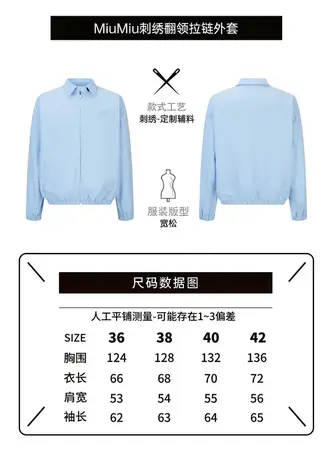 MiuMiu刺绣翻领拉链外套
款式工艺
刺绣-定制辅料
服装版型
宽松
尺码数据图
人工平铺测量-可能存在1~3偏差
SIZE 36 38 40 42
胸围 124 128 132 136
衣长 66 68 70 72
肩宽 53 54 55 56
袖长 62 63 64 65